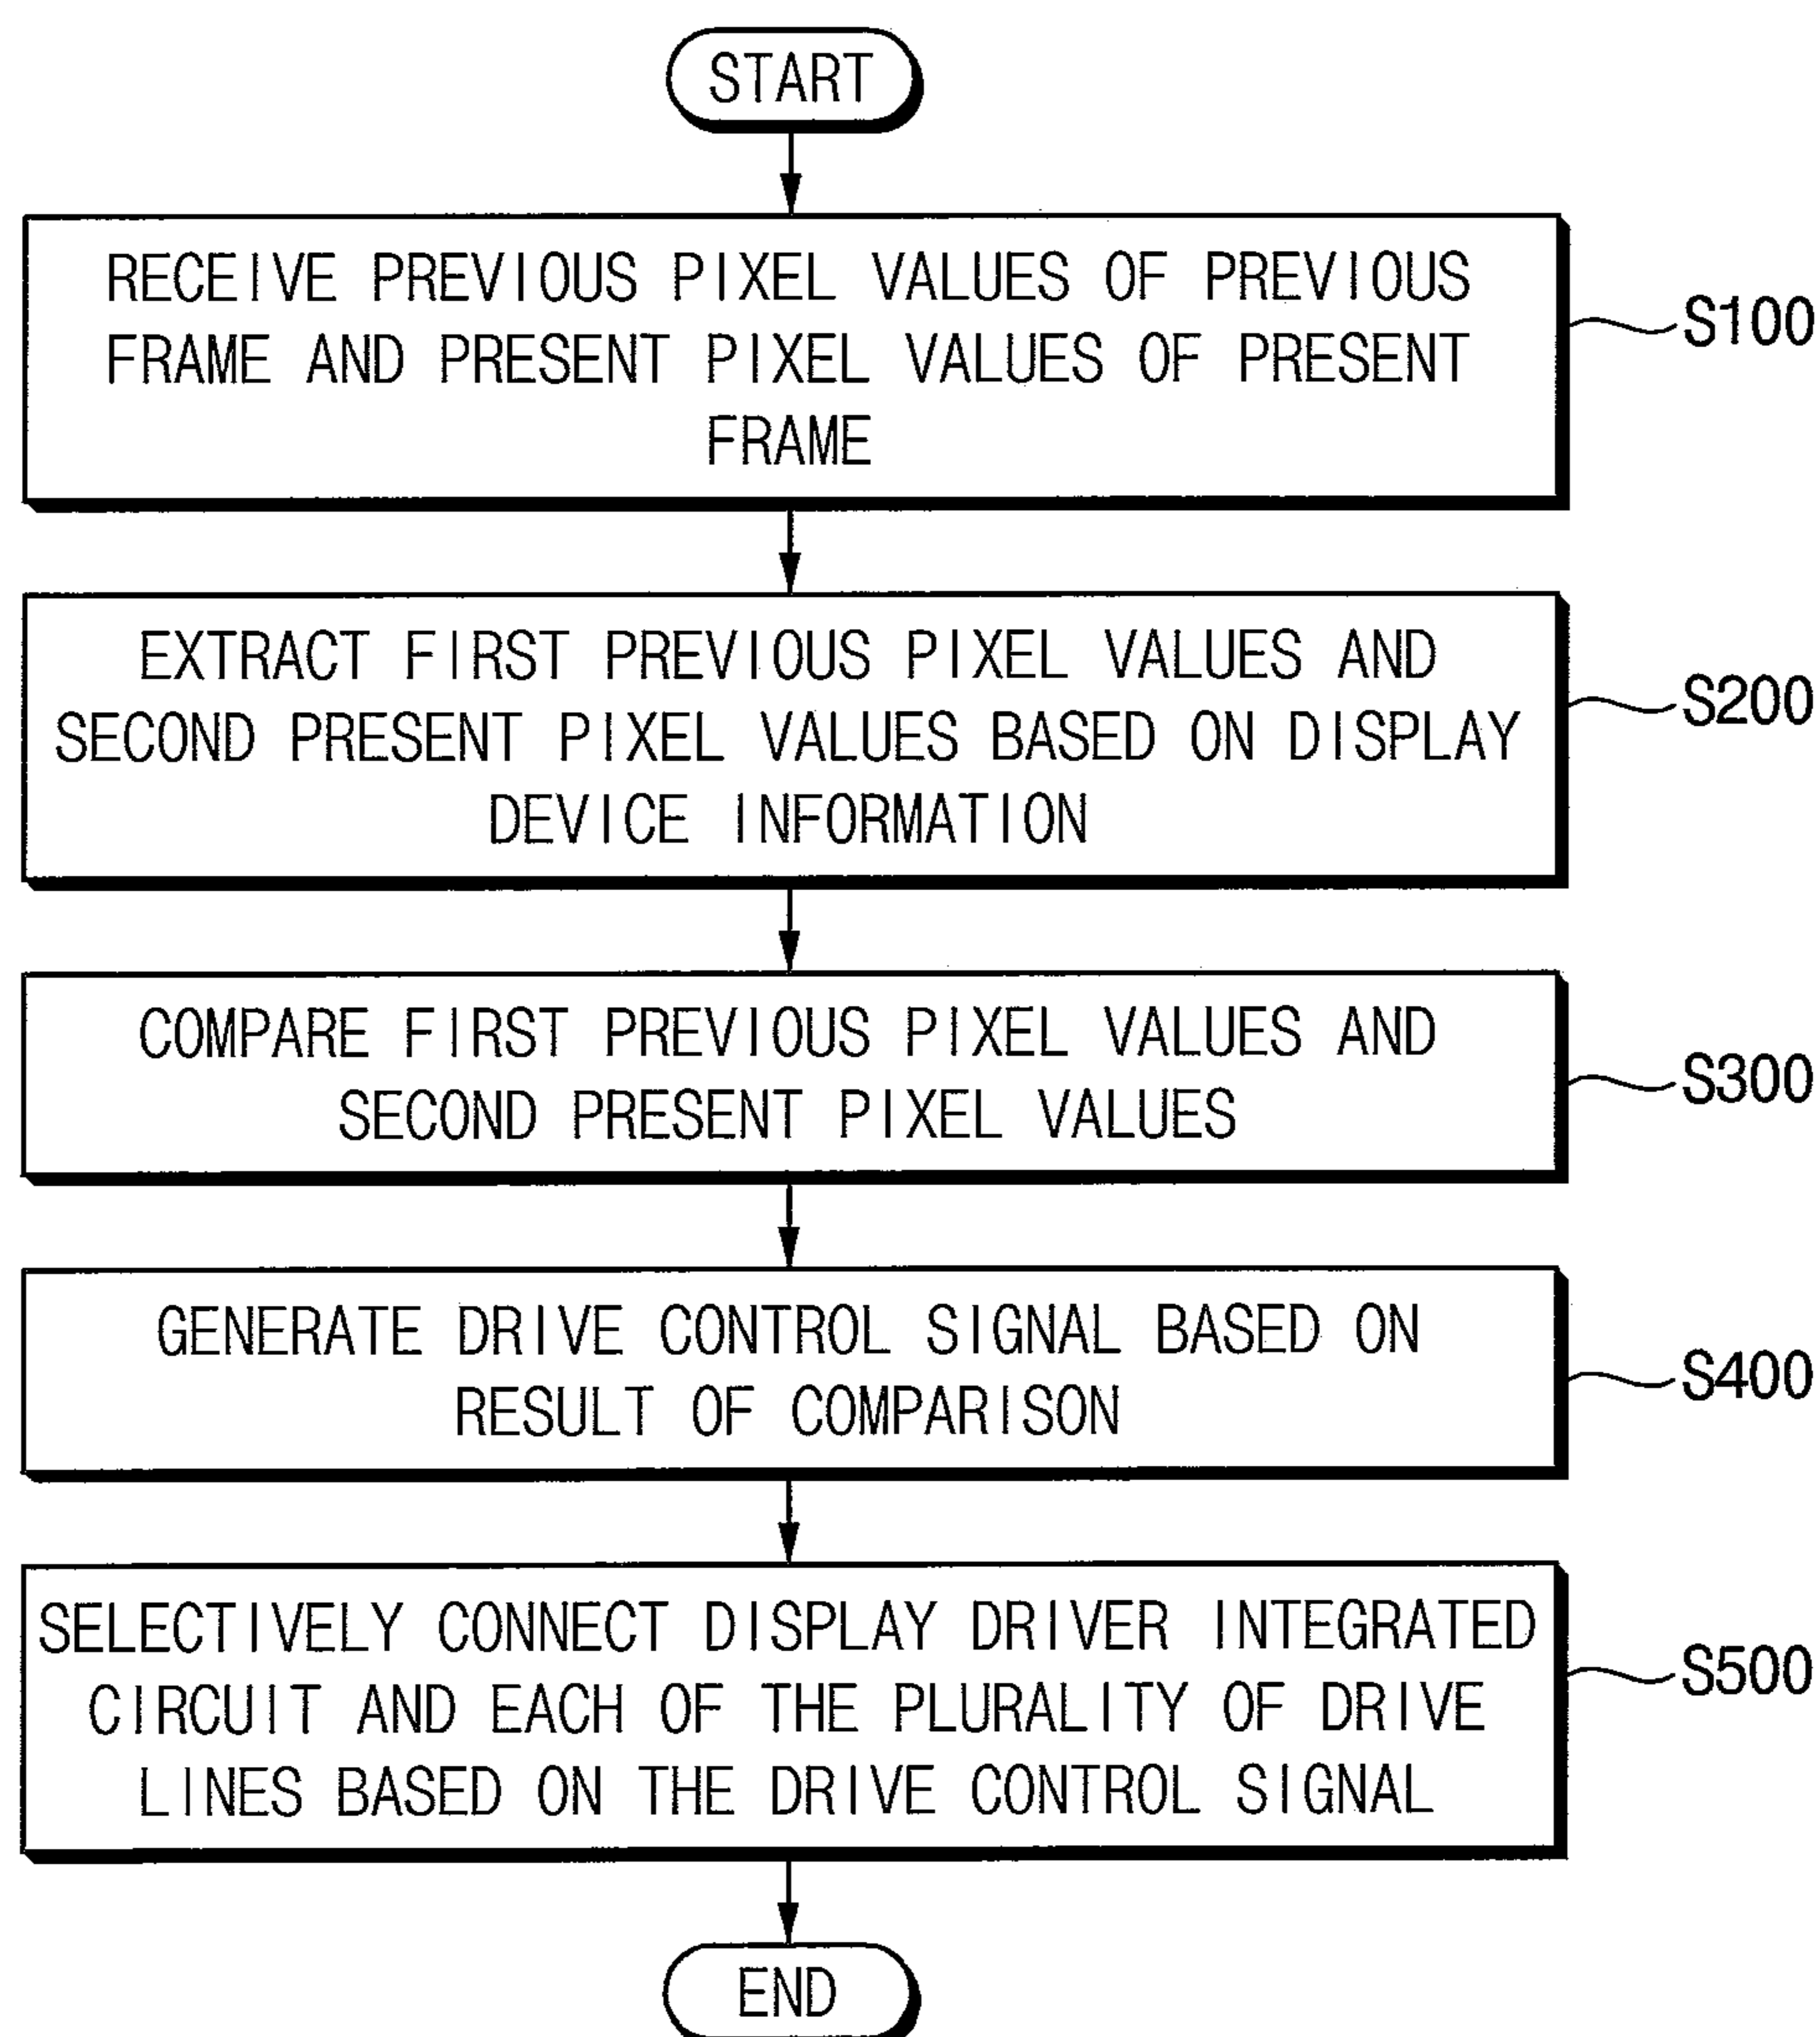 START
RECEIVE PREVIOUS PIXEL VALUES OF PREVIOUS
FRAME AND PRESENT PIXEL VALUES OF PRESENT
FRAME
S100
EXTRACT FIRST PREVIOUS PIXEL VALUES AND
SECOND PRESENT PIXEL VALUES BASED ON DISPLAY
DEVICE INFORMATION
S200
COMPARE FIRST PREVIOUS PIXEL VALUES AND
SECOND PRESENT PIXEL VALUES
S300
GENERATE DRIVE CONTROL SIGNAL BASED ON
RESULT OF COMPARISON
S400
SELECTIVELY CONNECT DISPLAY DRIVER INTEGRATED
CIRCUIT AND EACH OF THE PLURALITY OF DRIVE
LINES BASED ON THE DRIVE CONTROL SIGNAL
S500
END